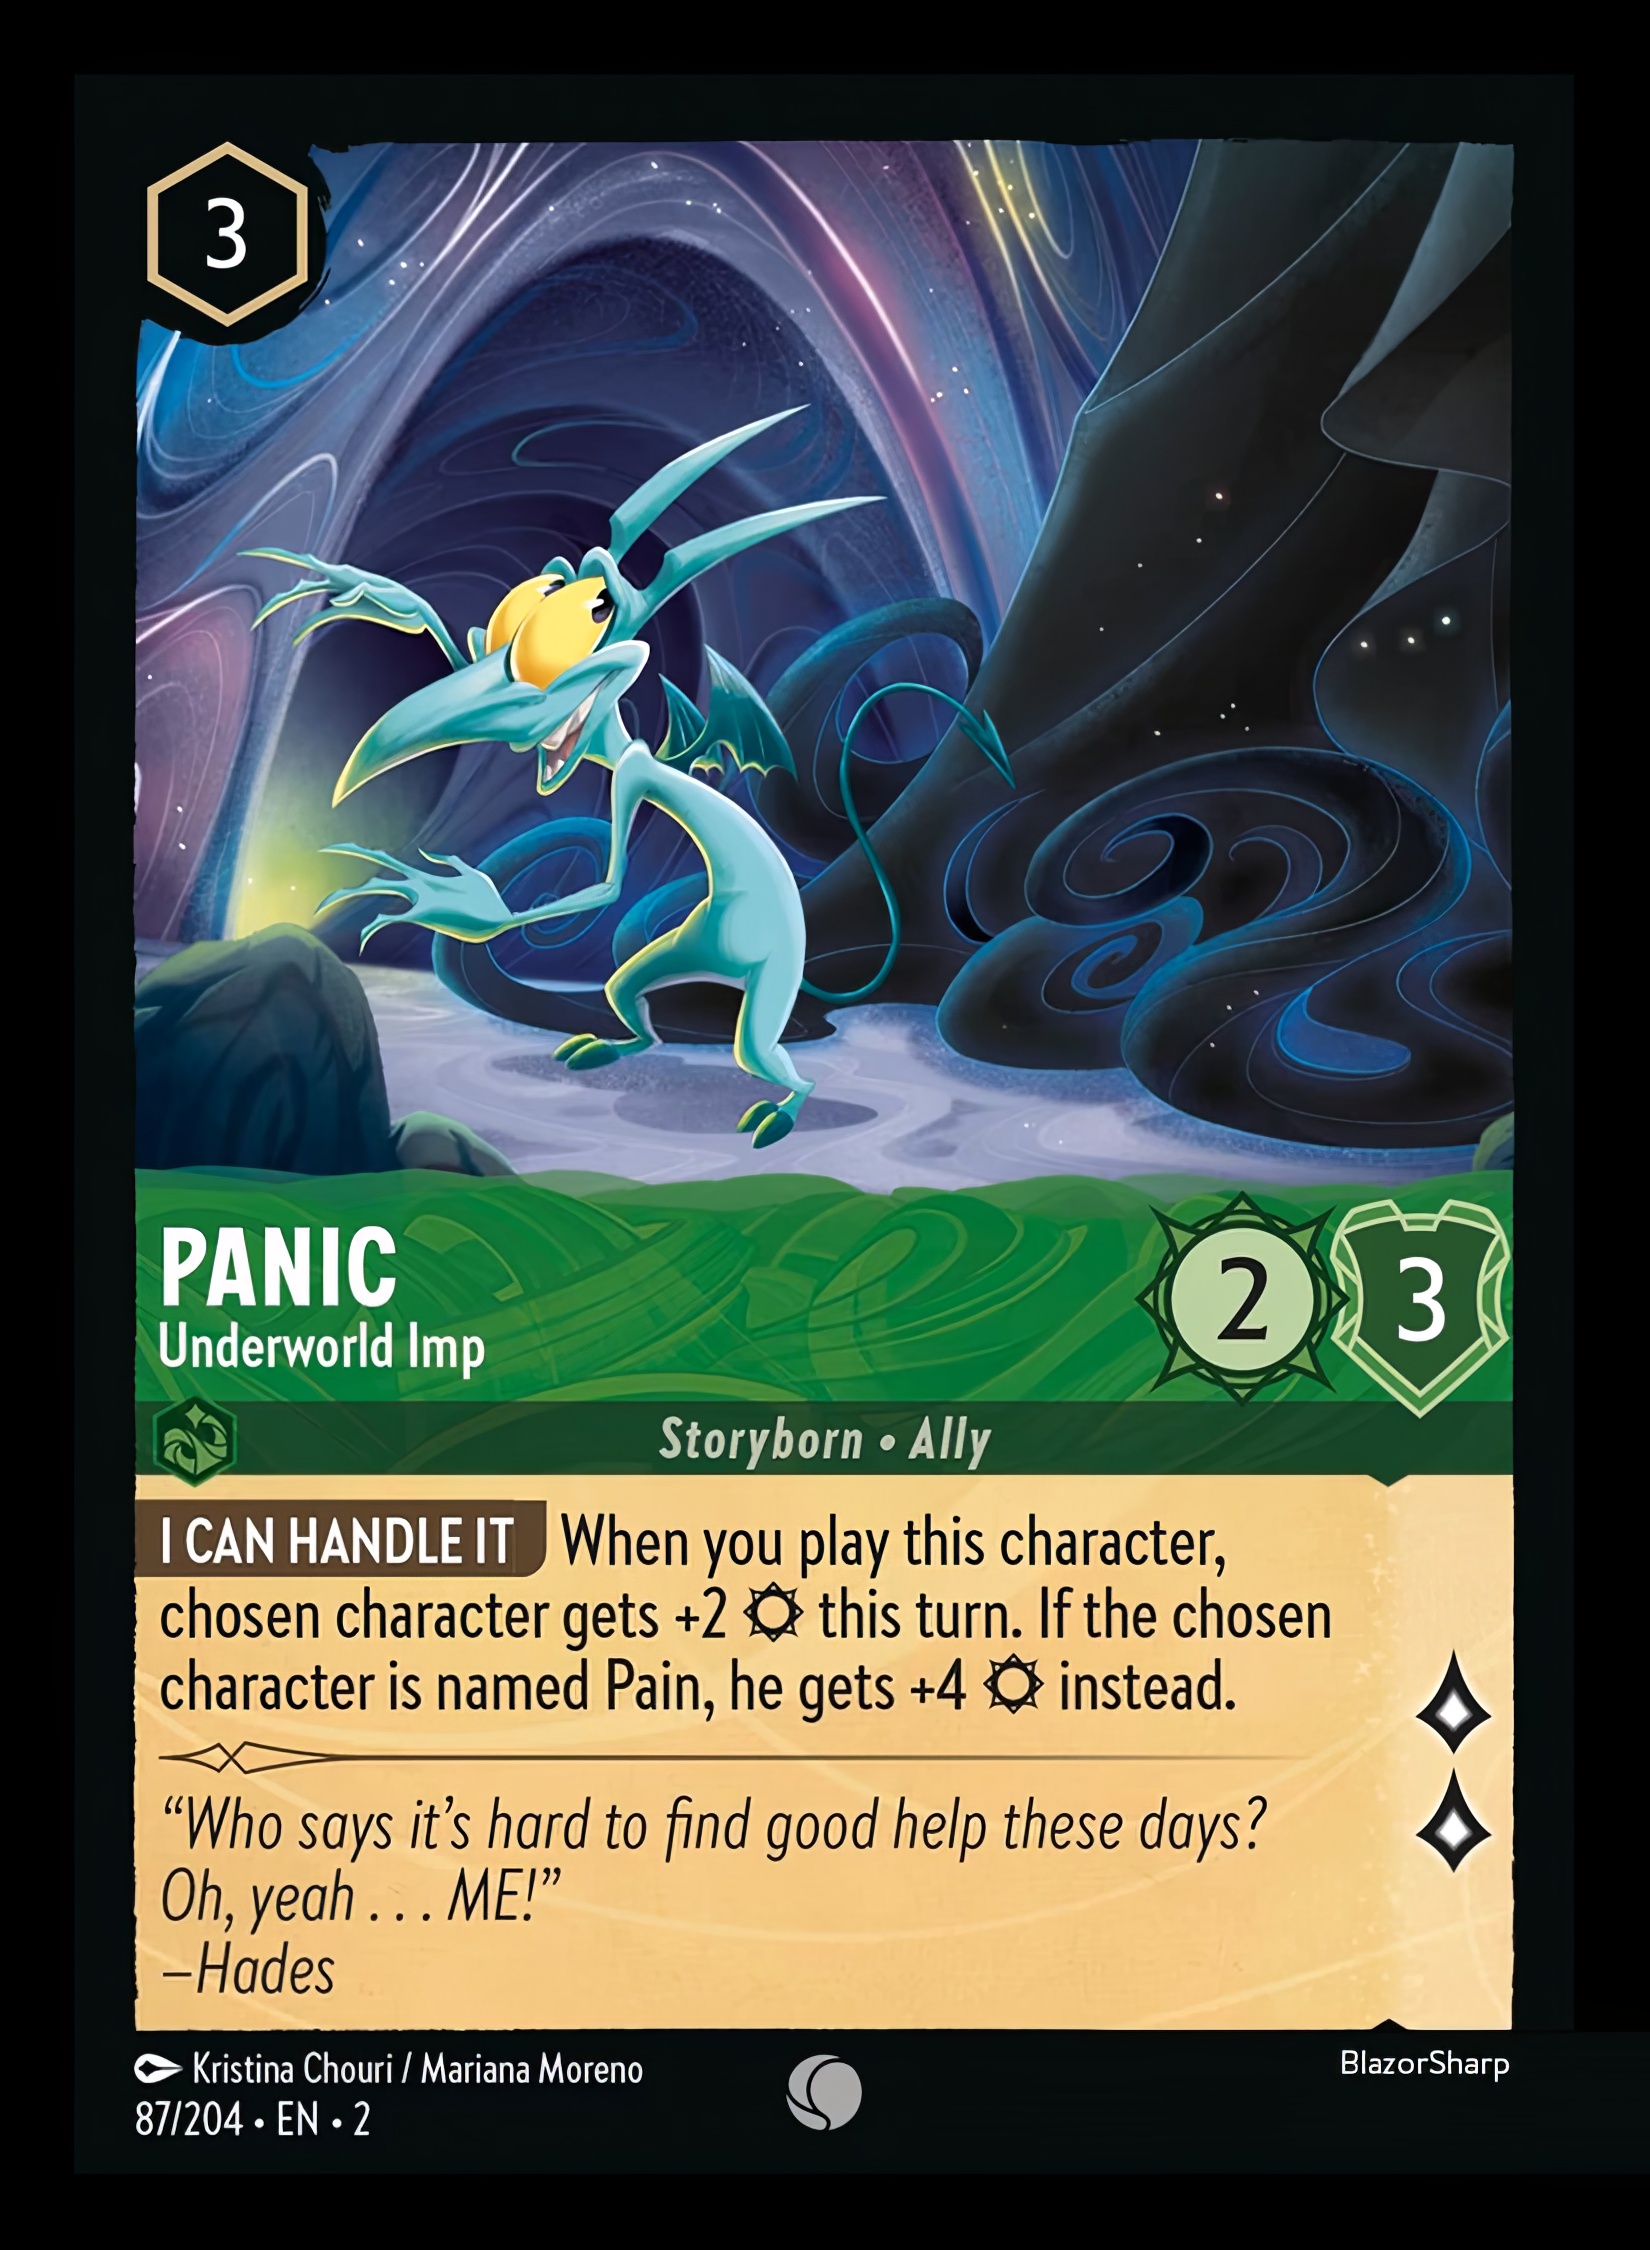 3
PANIC
Underworld Imp
2
3
Storyborn • Ally
I CAN HANDLE IT When you play this character,
chosen character gets +2 this turn. If the chosen
character is named Pain, he gets +4 instead.
“Who says it’s hard to find good help these days?
Oh, yeah . . . ME!”
–Hades
Kristina Chouri / Mariana Moreno
BlazorSharp
87/204 • EN • 2